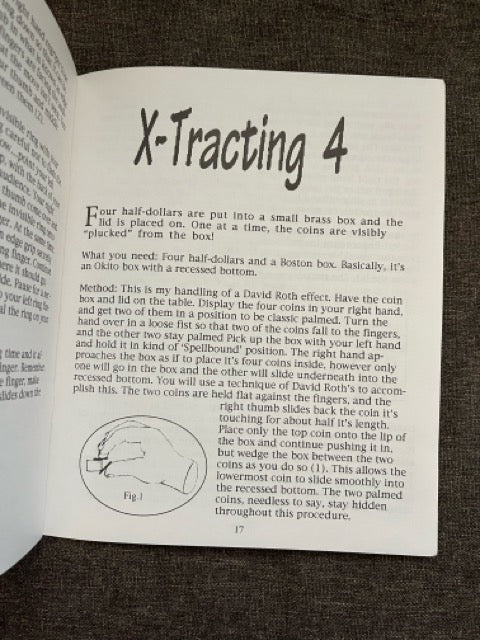 X-Tracting 4
Four half-dollars are put into a small brass box and the
lid is placed on. One at a time, the coins are visibly
"plucked" from the box!
What you need: Four half-dollars and a Boston box. Basically, it's
an Okito box with a recessed bottom.
Method: This is my handling of a David Roth effect. Have the coin
box and lid on the table. Display the four coins in your right hand,
and get two of them in a position to be classic palmed. Turn the
hand over in a loose fist so that two of the coins fall to the fingers,
and the other two stay palmed Pick up the box with your left hand
and hold it in kind of 'Spellbound' position. The right hand ap-
proaches the box as if to place it's four coins inside, however only
one will go in the box and the other will slide underneath into the
recessed bottom. You will use a technique of David Roth's to accom-
plish this. The two coins are held flat against the fingers, and the
right thumb slides back the coin it's
touching for about half it's length.
Place only the top coin onto the lip of
the box and continue pushing it in,
but wedge the box between the two
coins as you do so (1). This allows the
lowermost coin to slide smoothly into
the recessed bottom. The two palmed
coins, needless to say, stay hidden
throughout this procedure.
Fig.1
17